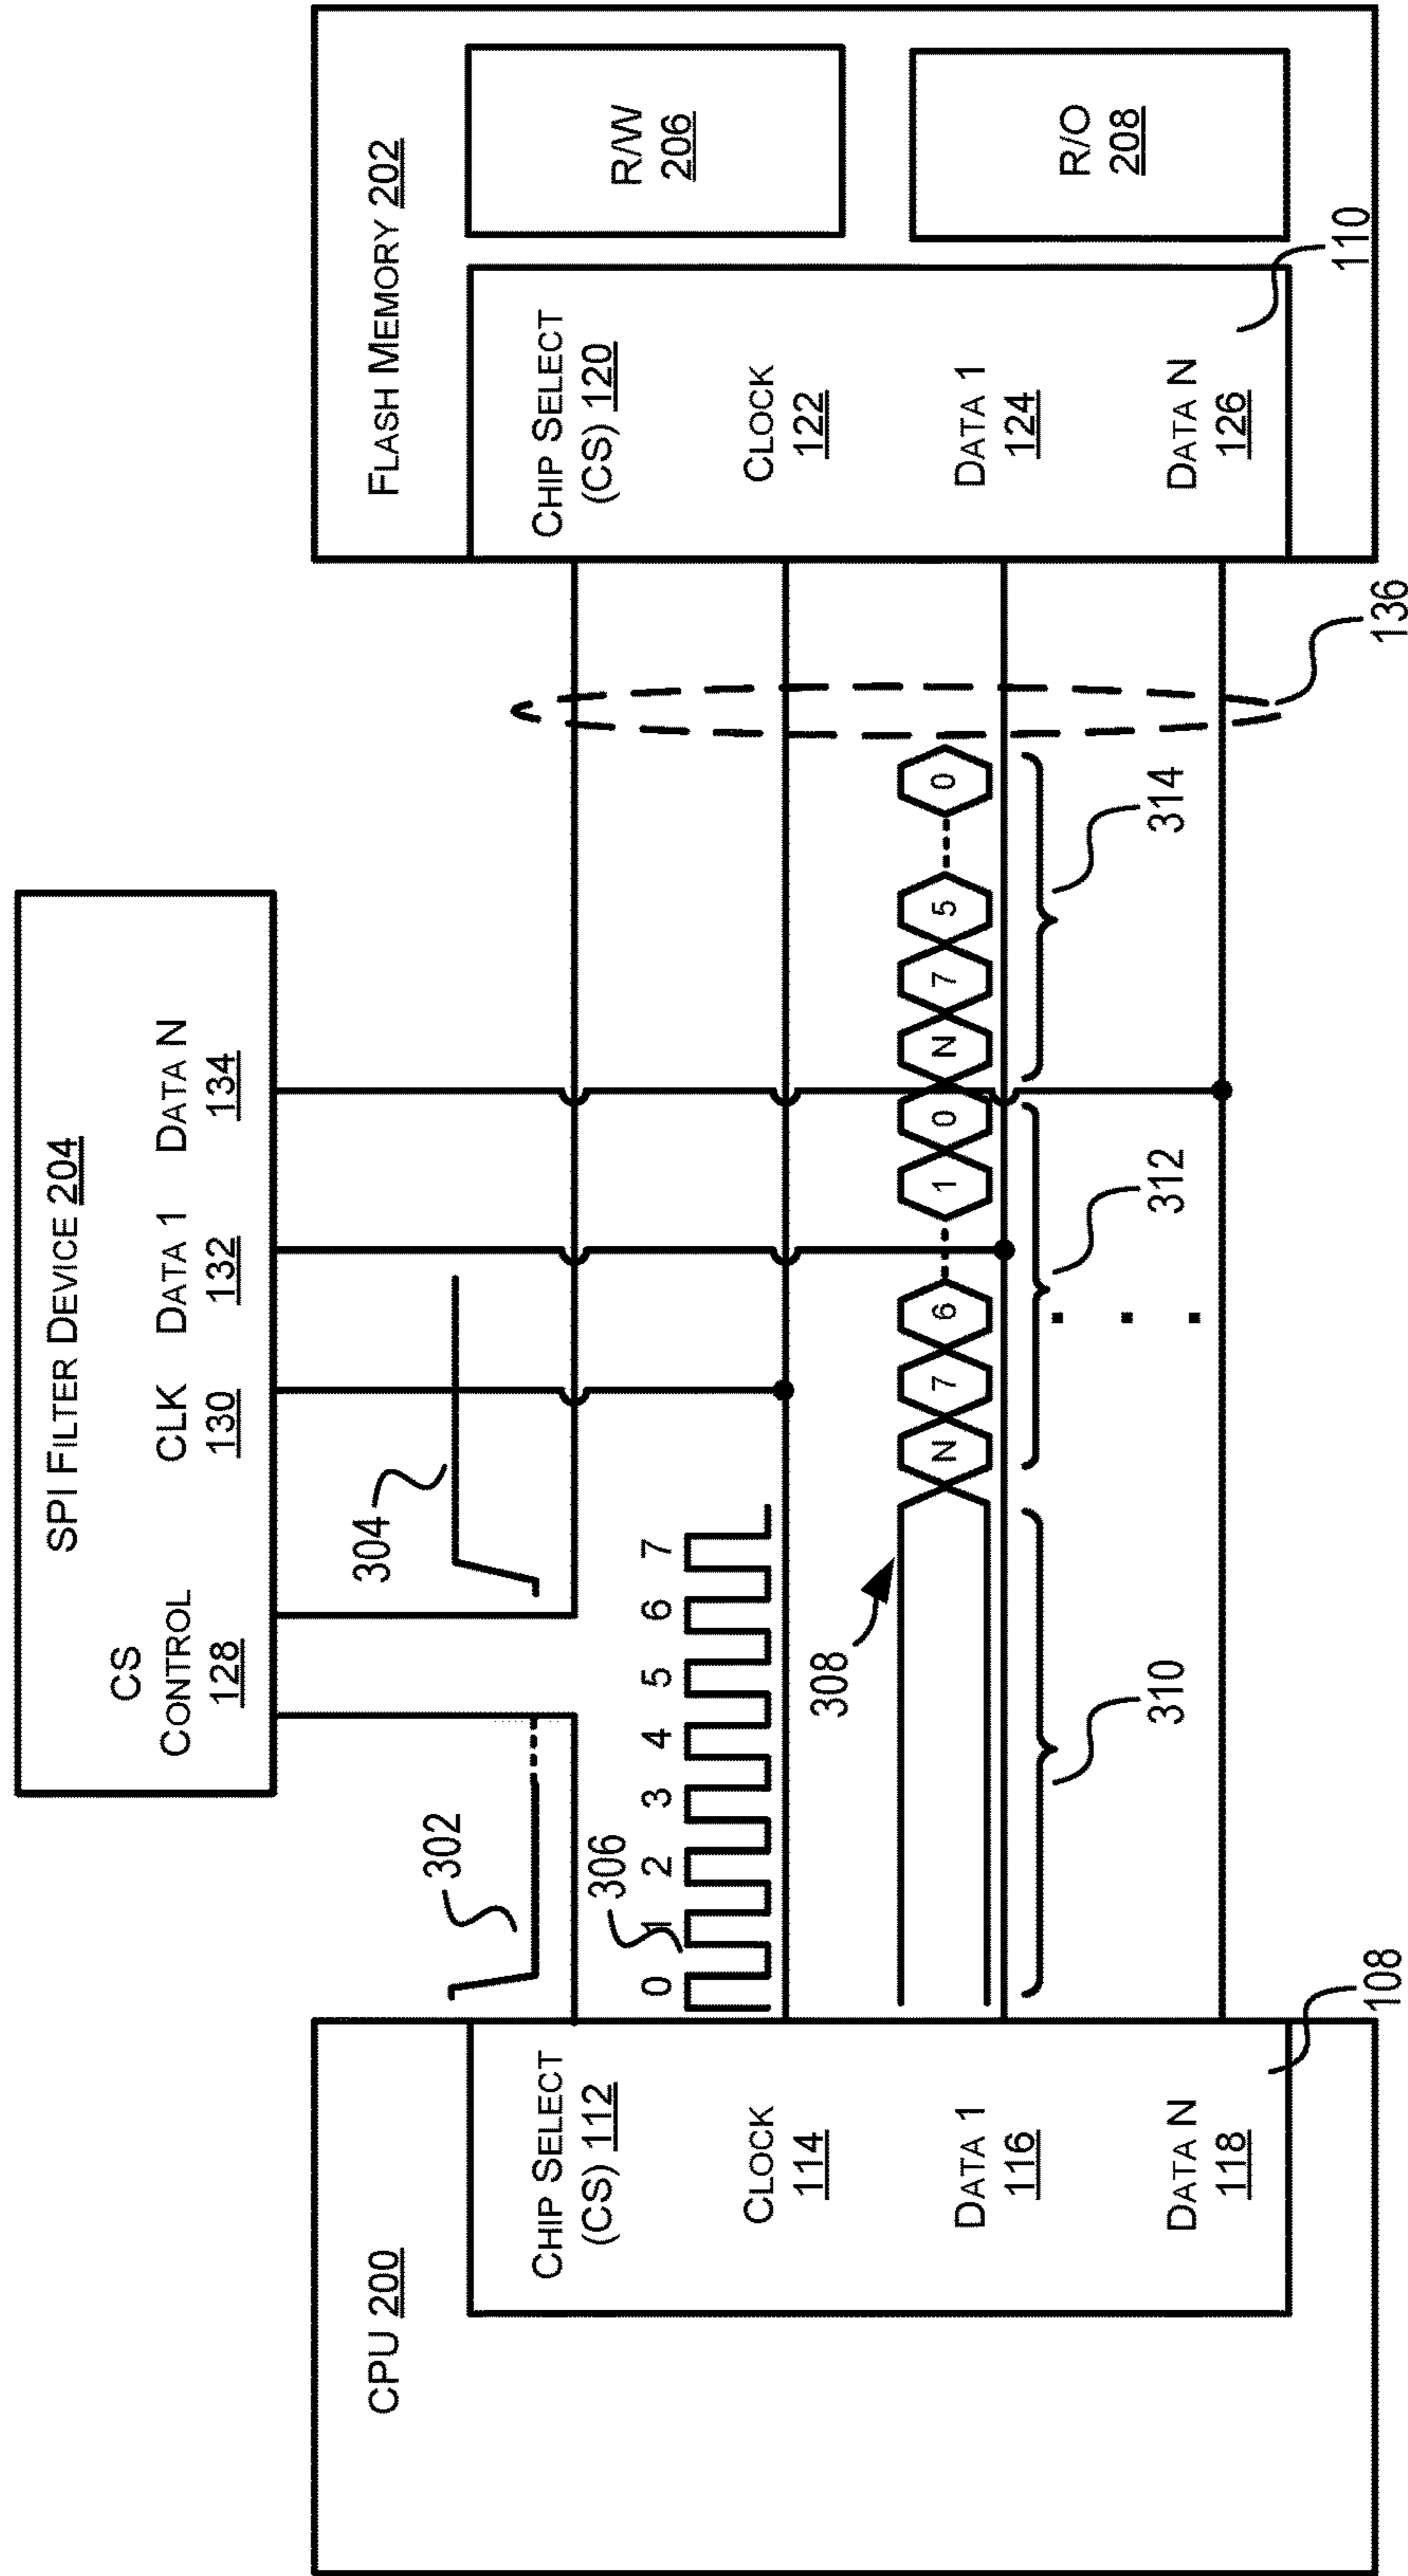 SPI FILTER DEVICE 204
CS
CONTROL
128
CLK
130
DATA 1
132
DATA N
134
302
304
CPU 200
CHIP SELECT
(CS) 112
CLOCK
114
DATA 1
116
DATA N
118
108
306
0 1 2 3 4 5 6 7
308
N 7 6 1 0 N 7 5 0
310
312
314
136
FLASH MEMORY 202
CHIP SELECT
(CS) 120
CLOCK
122
DATA 1
124
DATA N
126
110
R/W
206
R/O
208